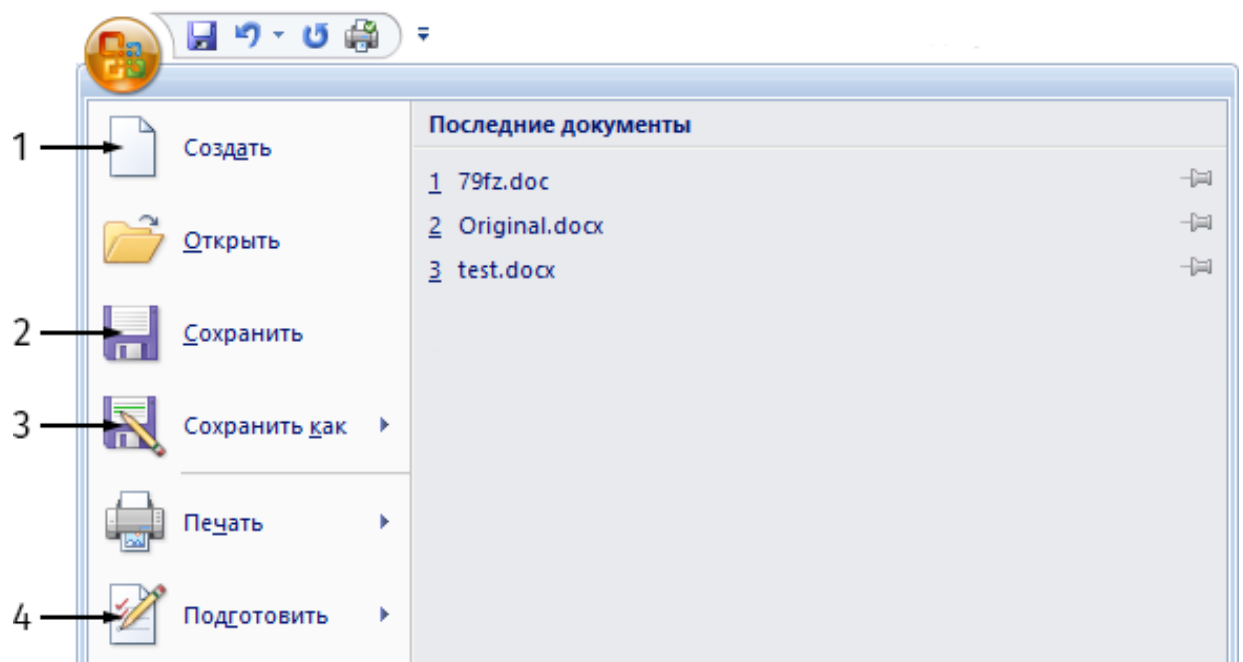 Последние документы
1 Создать
1 79fz.doc
2 Original.docx
Открыть
3 test.docx
2 Сохранить
3 Сохранить как
Печать
4 Подготовить